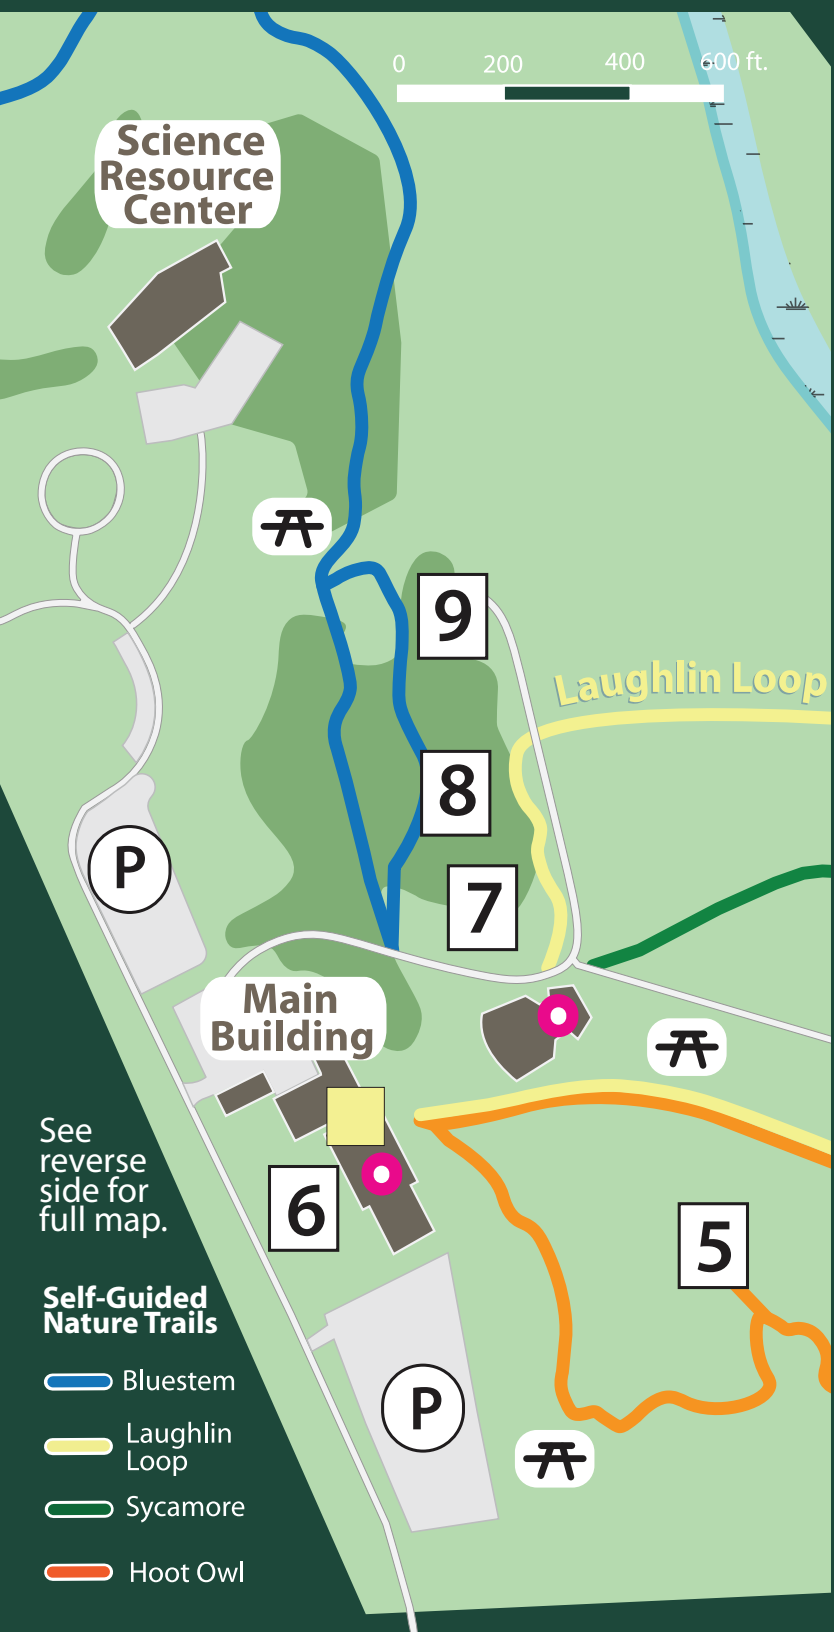 0 200 400 600 ft.
Science
Resource
Center
9
Laughlin Loop
8
P
7
Main
Building
See
reverse
side for
full map.
6
5
Self-Guided
Nature Trails
Bluestem
P
Laughlin
Loop
Sycamore
Hoot Owl